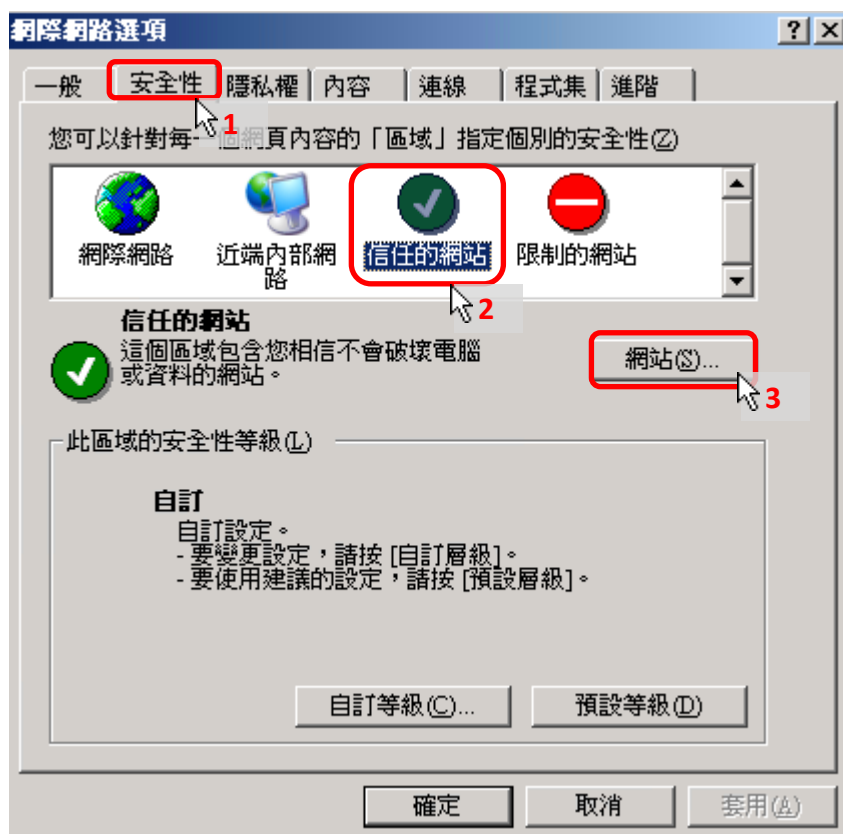 網際網路選項
一般 安全性 隱私權 內容 連線 程式集 進階
1
您可以針對每一個網頁內容的「區域」指定個別的安全性(Z)
網際網路 近端內部網路 信任的網站 限制的網站
2
信任的網站
這個區域包含您相信不會破壞電腦
或資料的網站。
網站(S)...
3
此區域的安全性等級(L)
自訂
自訂設定。
- 要變更設定，請按 [自訂層級]。
- 要使用建議的設定，請按 [預設層級]。
自訂等級(C)... 預設等級(D)
確定 取消 套用(A)